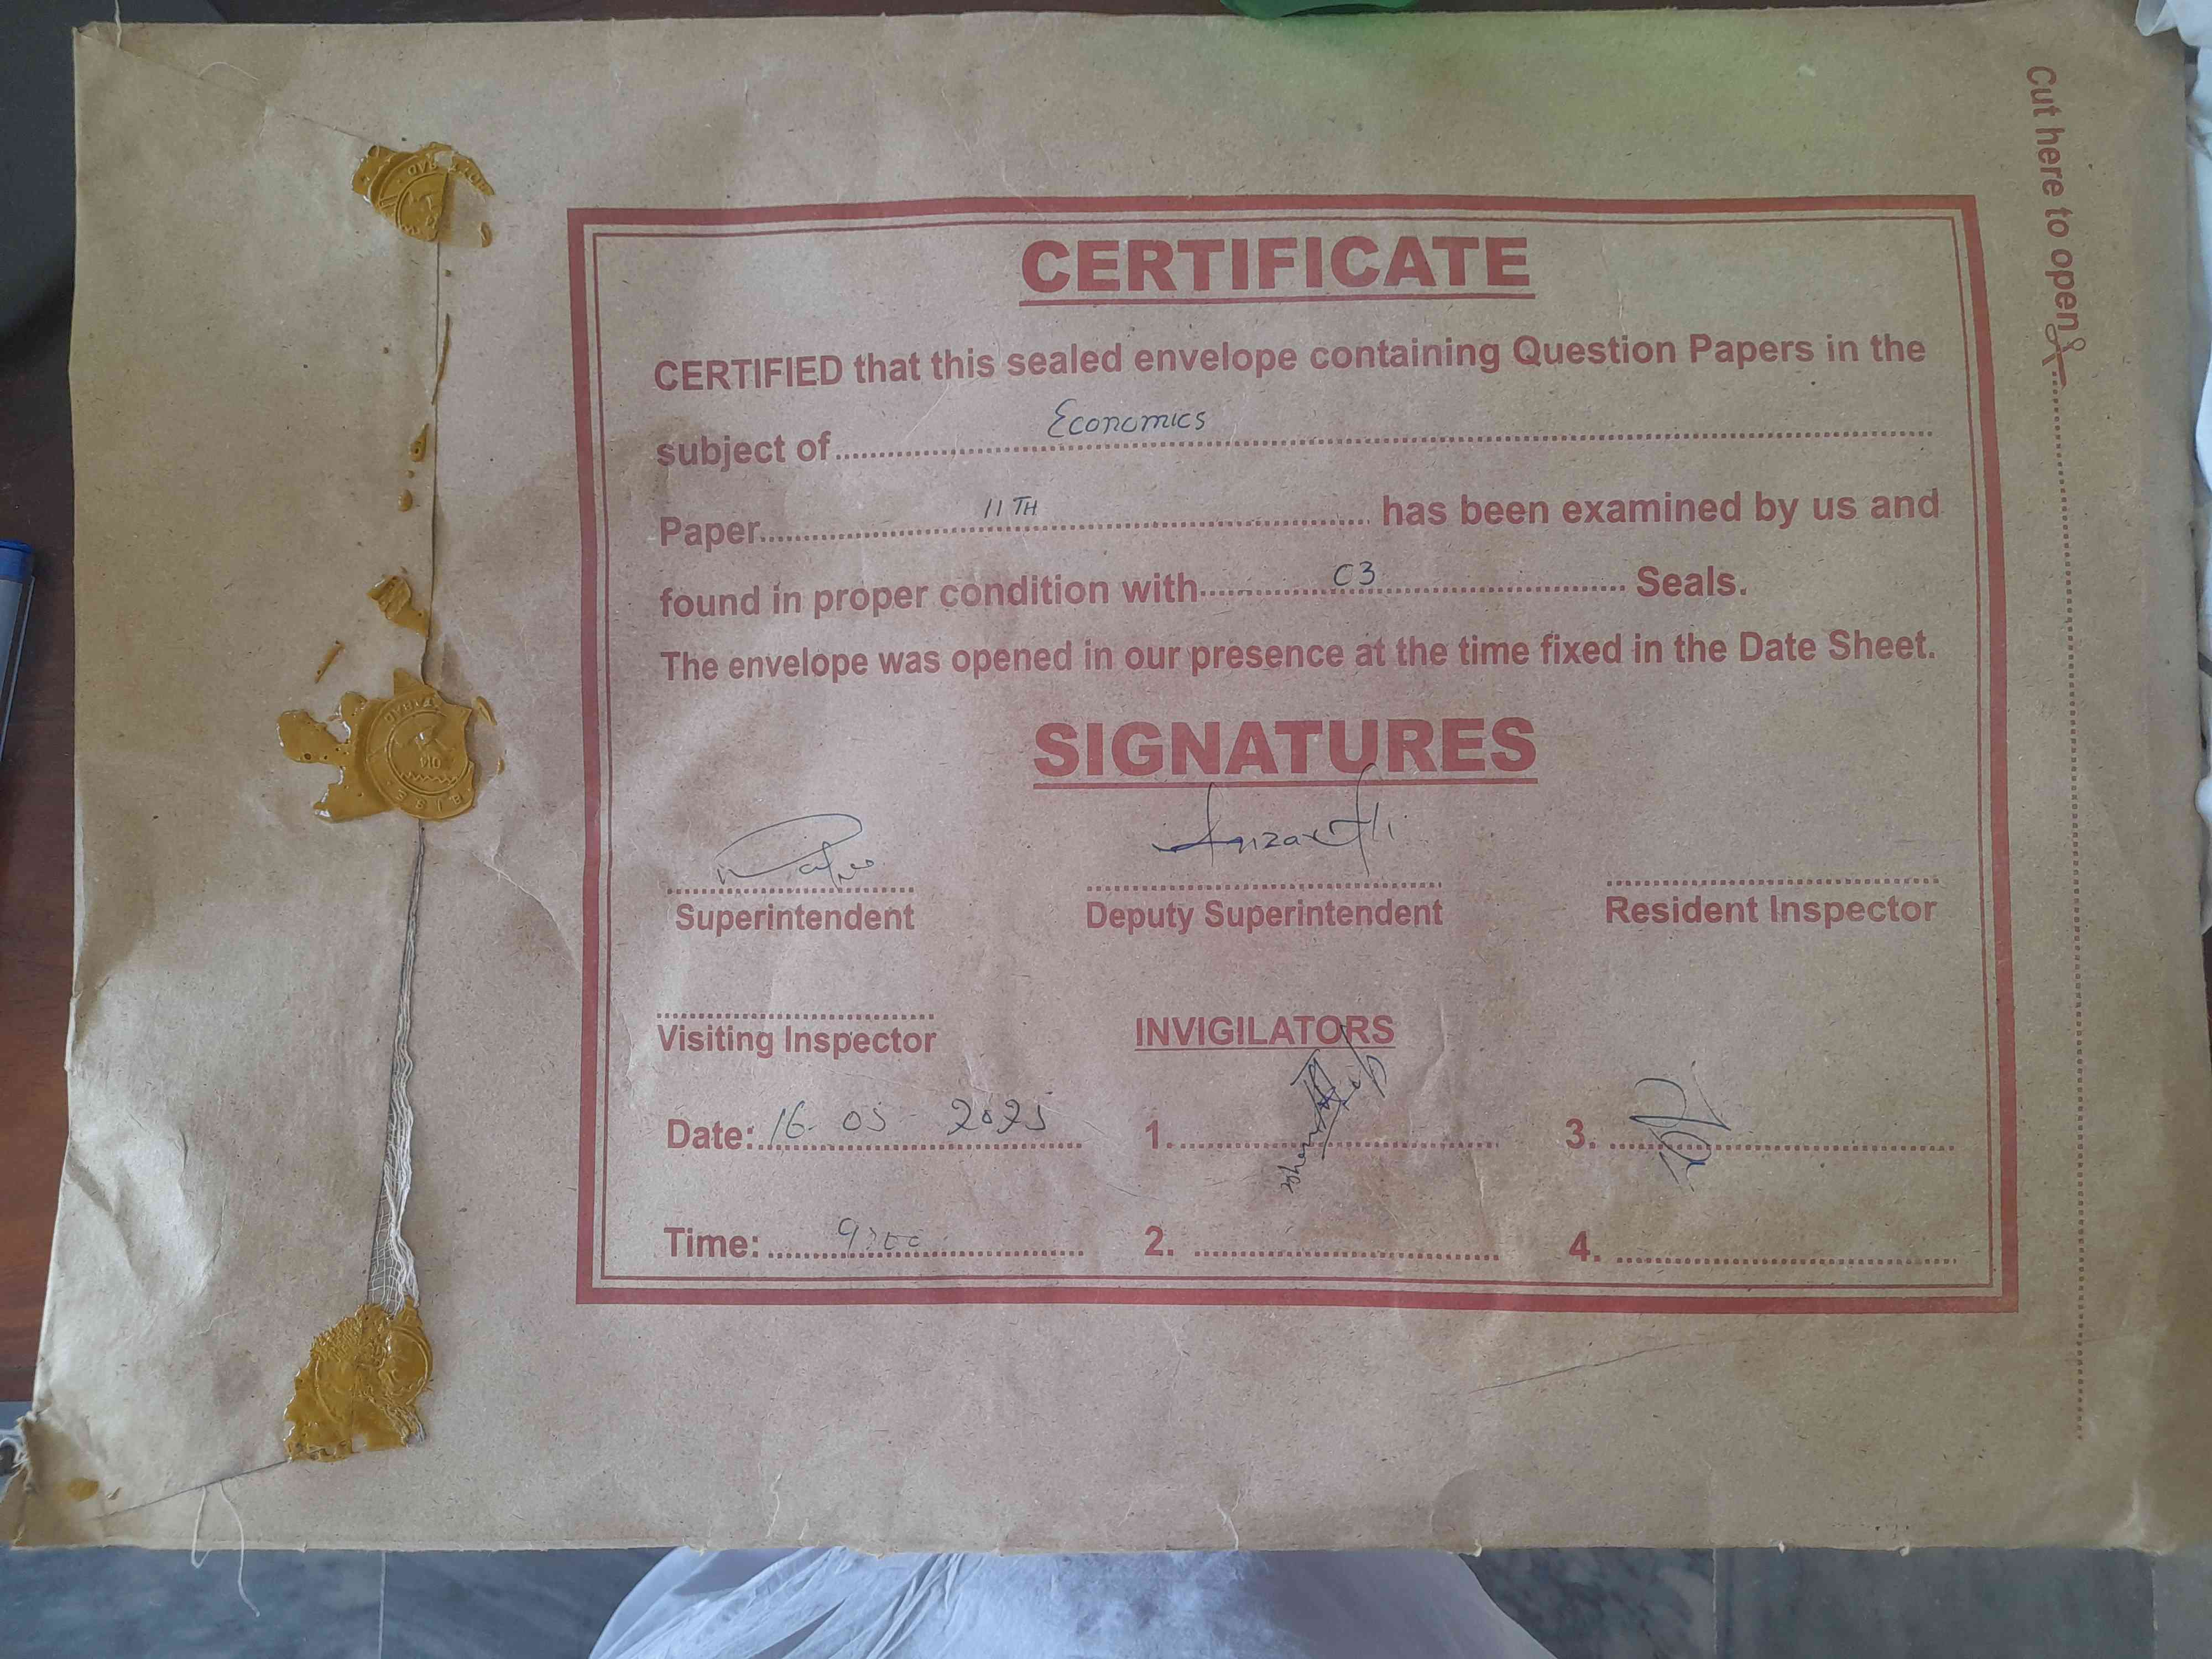 Cut here to open
CERTIFICATE
CERTIFIED that this sealed envelope containing Question Papers in the
subject of Economics
Paper 11TH has been examined by us and
found in proper condition with 03 Seals.
The envelope was opened in our presence at the time fixed in the Date Sheet.
SIGNATURES
Superintendent Deputy Superintendent Resident Inspector
Visiting Inspector INVIGILATORS
Date: 16-05-2025 1. 3.
Time: 9:00 2. 4.